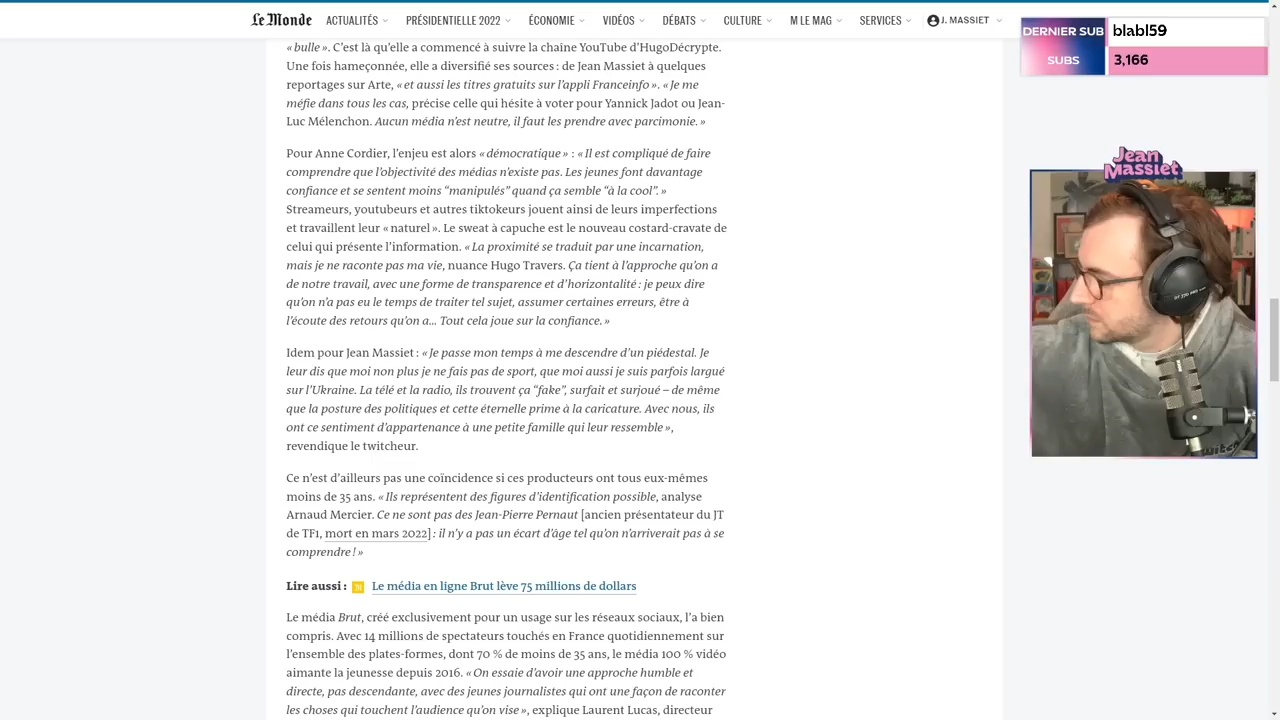 Le Monde
ACTUALITÉS
PRÉSIDENTIELLE 2022
ÉCONOMIE
VIDÉOS
DÉBATS
CULTURE
M LE MAG
SERVICES
J. MASSIET
« bulle ». C’est là qu’elle a commencé à suivre la chaîne YouTube d’HugoDécrypte.
Une fois hameçonnée, elle a diversifié ses sources : de Jean Massiet à quelques
reportages sur Arte, « et aussi les titres gratuits sur l’appli Franceinfo ». « Je me
méfie dans tous les cas, précise celle qui hésite à voter pour Yannick Jadot ou Jean-
Luc Mélenchon. Aucun média n’est neutre, il faut les prendre avec parcimonie. »
Pour Anne Cordier, l’enjeu est alors « démocratique » : « Il est compliqué de faire
comprendre que l’objectivité des médias n’existe pas. Les jeunes font davantage
confiance et se sentent moins “manipulés” quand ça semble “à la cool”. »
Streameurs, youtubeurs et autres tiktokeurs jouent ainsi de leurs imperfections
et travaillent leur « naturel ». Le sweat à capuche est le nouveau costard-cravate de
celui qui présente l’information. « La proximité se traduit par une incarnation,
mais je ne raconte pas ma vie, nuance Hugo Travers. Ça tient à l’approche qu’on a
de notre travail, avec une forme de transparence et d’horizontalité : je peux dire
qu’on n’a pas eu le temps de traiter tel sujet, assumer certaines erreurs, être à
l’écoute des retours qu’on a… Tout cela joue sur la confiance. »
Idem pour Jean Massiet : « Je passe mon temps à me descendre d’un piédestal. Je
leur dis que moi non plus je ne fais pas de sport, que moi aussi je suis parfois largué
sur l’Ukraine. La télé et la radio, ils trouvent ça “fake”, surfait et surjoué – de même
que la posture des politiques et cette éternelle prime à la caricature. Avec nous, ils
ont ce sentiment d’appartenance à une petite famille qui leur ressemble »,
revendique le twitcheur.
Ce n’est d’ailleurs pas une coïncidence si ces producteurs ont tous eux-mêmes
moins de 35 ans. « Ils représentent des figures d’identification possible, analyse
Arnaud Mercier. Ce ne sont pas des Jean-Pierre Pernaut [ancien présentateur du JT
de TF1, mort en mars 2022] : il n’y a pas un écart d’âge tel qu’on n’arriverait pas à se
comprendre ! »
Lire aussi : Le média en ligne Brut lève 75 millions de dollars
Le média Brut, créé exclusivement pour un usage sur les réseaux sociaux, l’a bien
compris. Avec 14 millions de spectateurs touchés en France quotidiennement sur
l’ensemble des plates-formes, dont 70 % de moins de 35 ans, le média 100 % vidéo
aimante la jeunesse depuis 2016. « On essaie d’avoir une approche humble et
directe, pas descendante, avec des jeunes journalistes qui ont une façon de raconter
les choses qui touchent l’audience qu’on vise », explique Laurent Lucas, directeur
DERNIER SUB
blabl59
SUBS
3,166
Jean
Massiet
DT 770 PRO
twitch